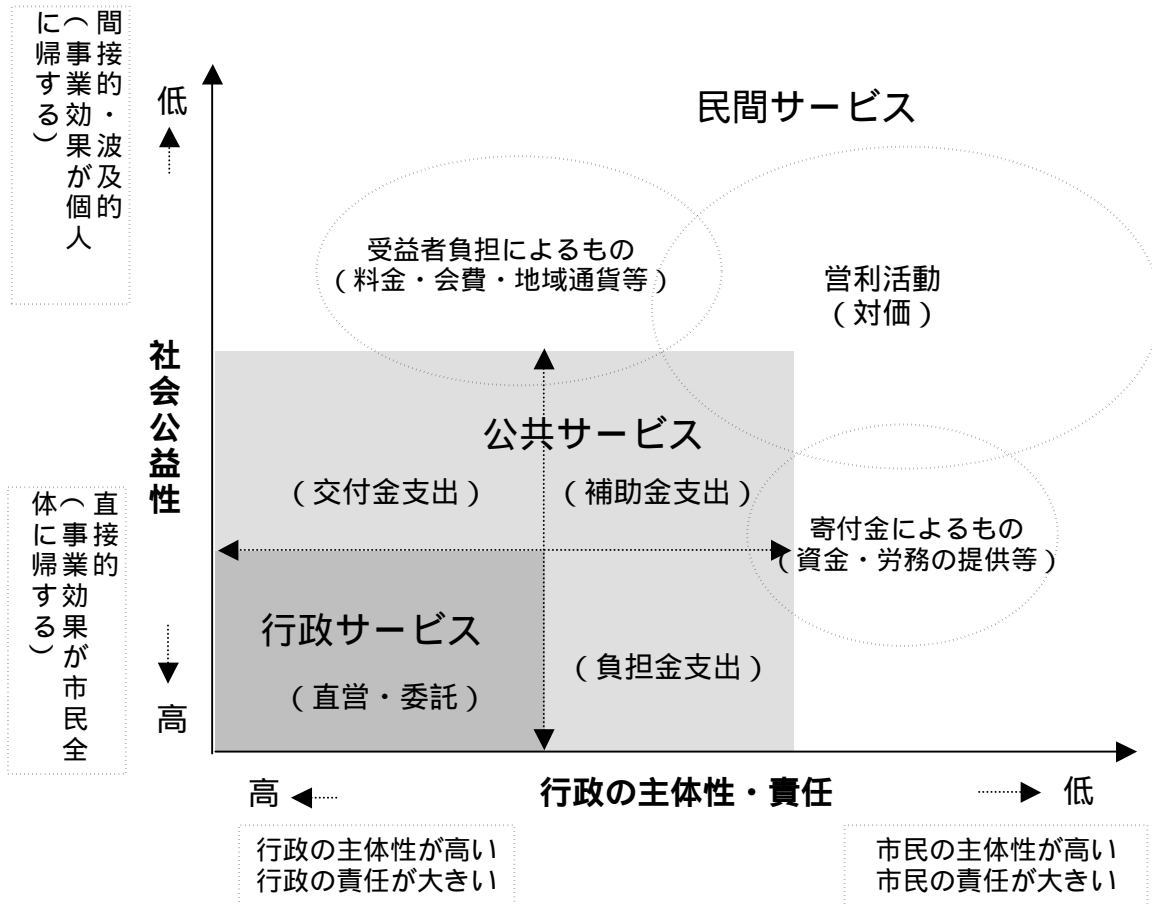 間接的・波及的
（事業効果が個人
に帰する）
低
民間サービス
受益者負担によるもの
（料金・会費・地域通貨等）
営利活動
（対価）
社会公益性
公共サービス
（交付金支出）
（補助金支出）
寄付金によるもの
（資金・労務の提供等）
直接的
（事業効果が市民全
体に帰する）
行政サービス
（直営・委託）
（負担金支出）
高
高
行政の主体性・責任
低
行政の主体性が高い
行政の責任が大きい
市民の主体性が高い
市民の責任が大きい